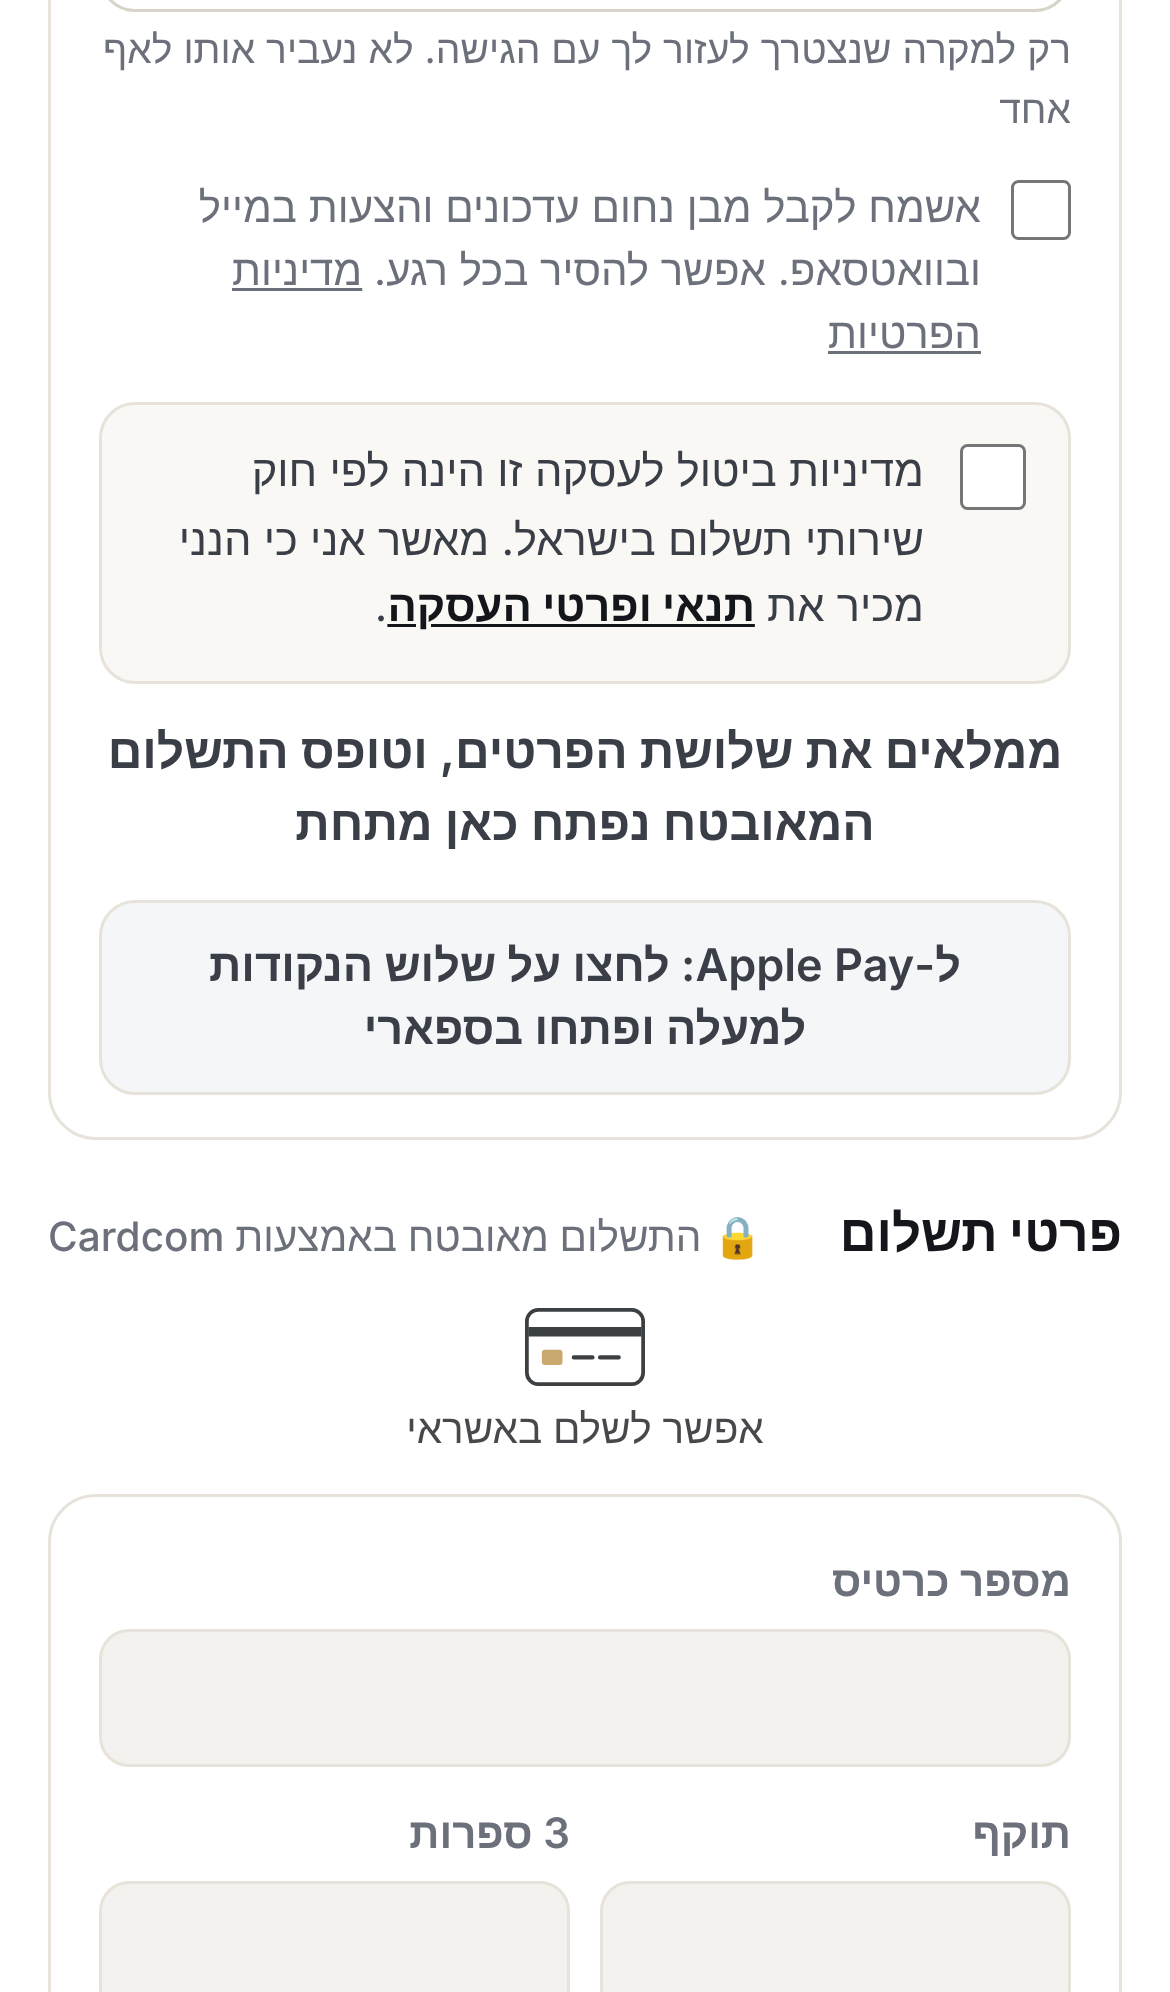 רק למקרה שנצטרך לעזור לך עם הגישה. לא נעביר אותו לאף
אחד
אשמח לקבל מבן נחום עדכונים והצעות במייל
ובוואטסאפ. אפשר להסיר בכל רגע. מדיניות
הפרטיות
מדיניות ביטול לעסקה זו הינה לפי חוק
שירותי תשלום בישראל. מאשר אני כי הנני
מכיר את תנאי ופרטי העסקה.
ממלאים את שלושת הפרטים, וטופס התשלום
המאובטח נפתח כאן מתחת
ל-Apple Pay: לחצו על שלוש הנקודות
למעלה ופתחו בספארי
פרטי תשלום
🔒 התשלום מאובטח באמצעות Cardcom
אפשר לשלם באשראי
מספר כרטיס
תוקף
3 ספרות